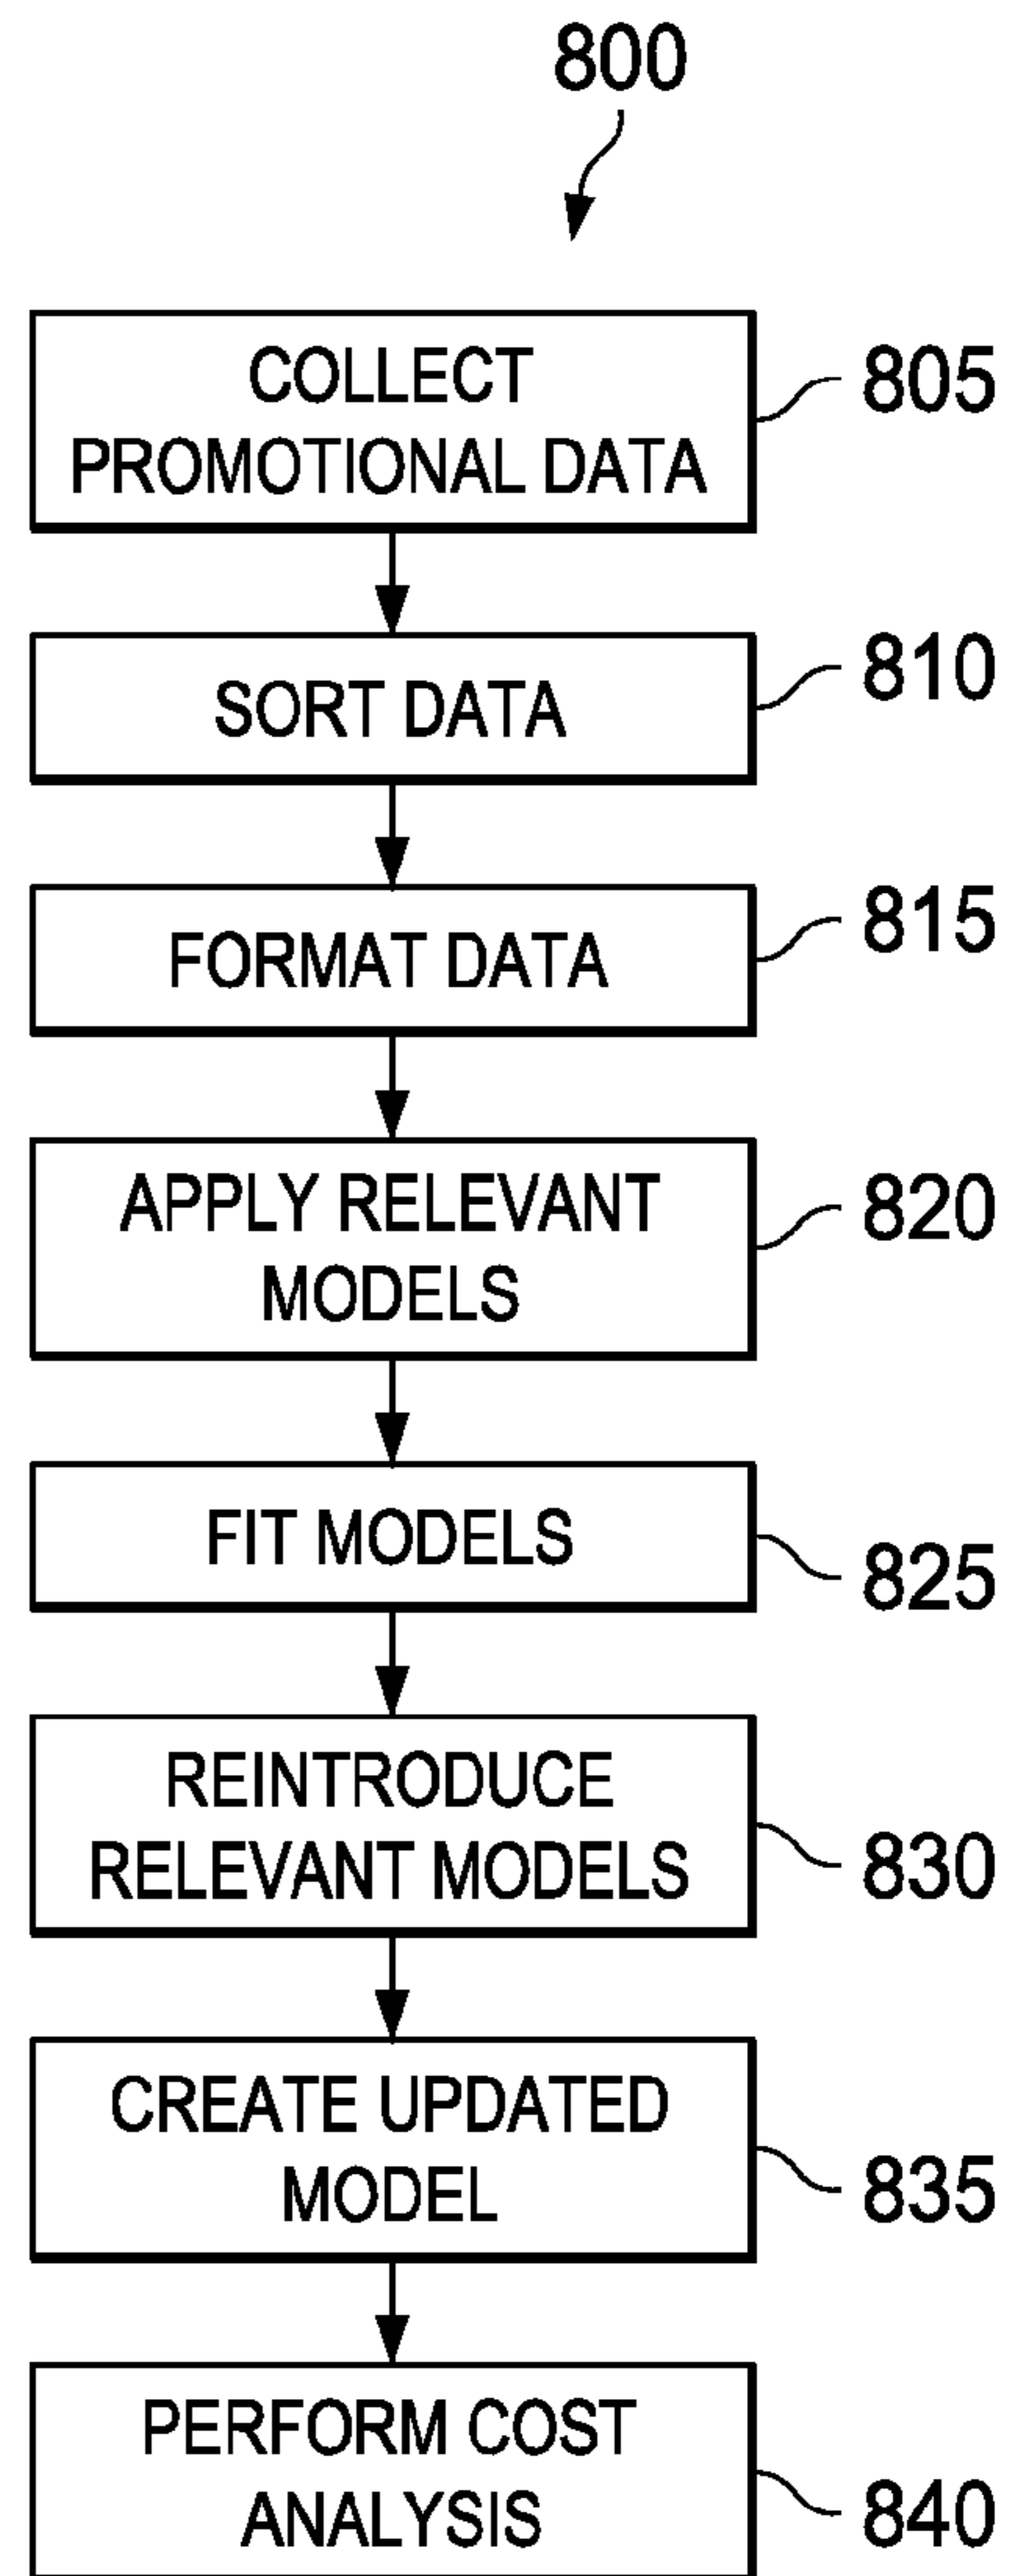 800
COLLECT
PROMOTIONAL DATA
805
SORT DATA
810
FORMAT DATA
815
APPLY RELEVANT
MODELS
820
FIT MODELS
825
REINTRODUCE
RELEVANT MODELS
830
CREATE UPDATED
MODEL
835
PERFORM COST
ANALYSIS
840